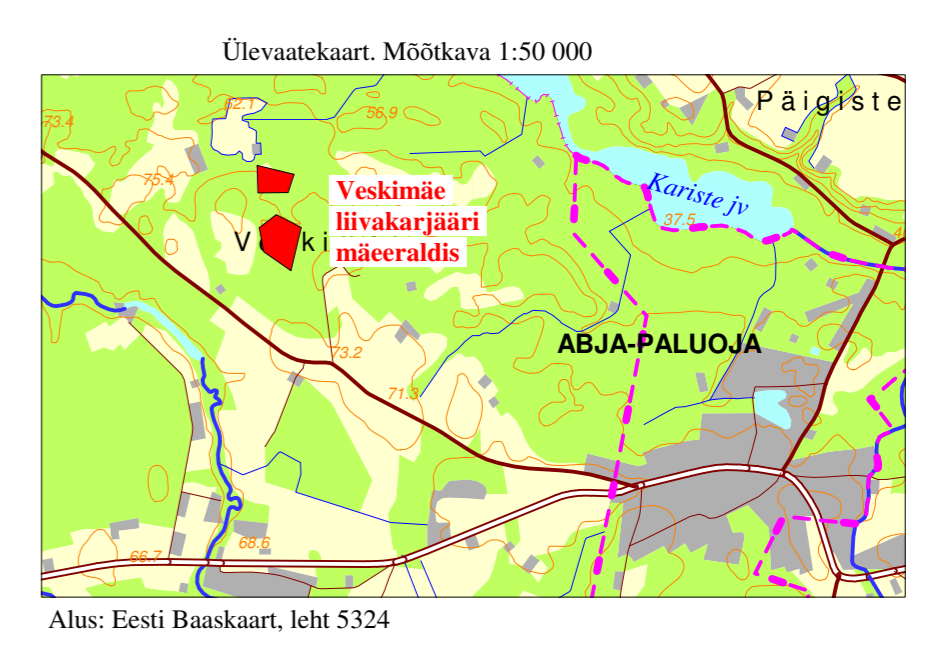 Ülevaatekaart. Mõõtkava 1:50 000
62.1
56.9
Päigiste
73.4
75.4
Veskimäe
liivakarjääri
mäeeraldis
Kariste jv
37.5
ABJA-PALUOJA
73.2
71.3
68.6
66.7
Alus: Eesti Baaskaart, leht 5324